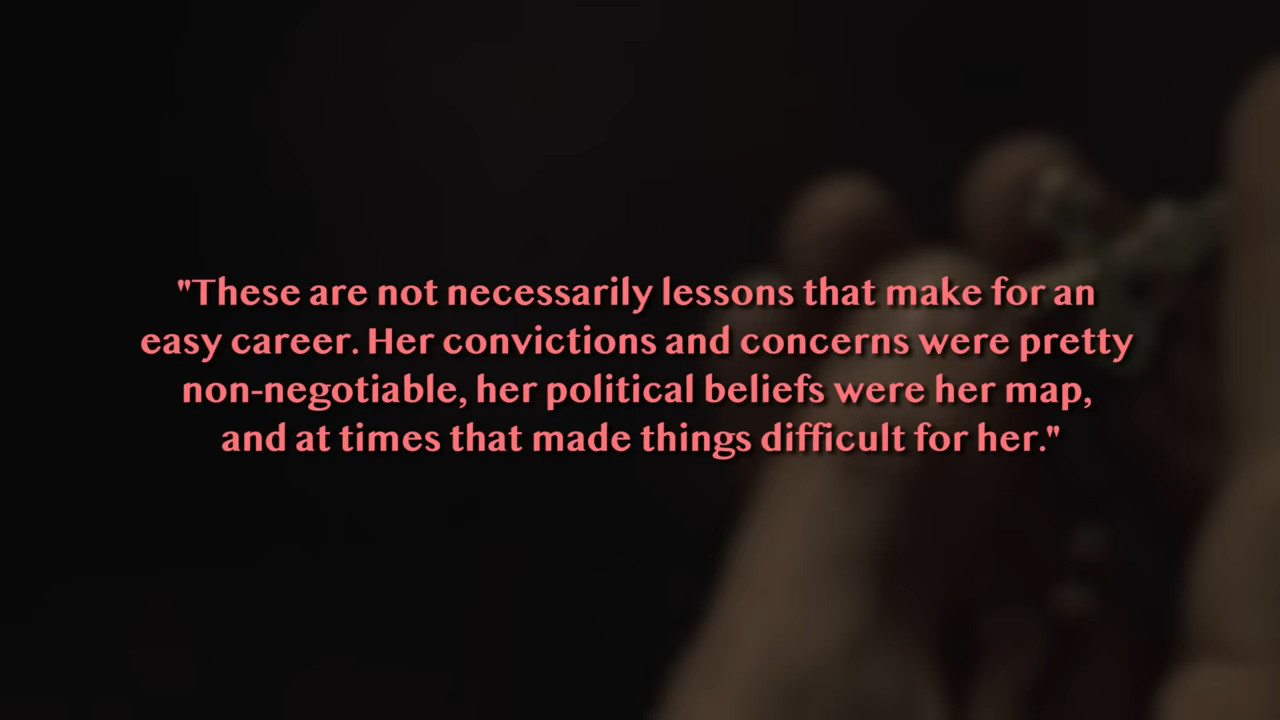 "These are not necessarily lessons that make for an
easy career. Her convictions and concerns were pretty
non-negotiable, her political beliefs were her map,
and at times that made things difficult for her."